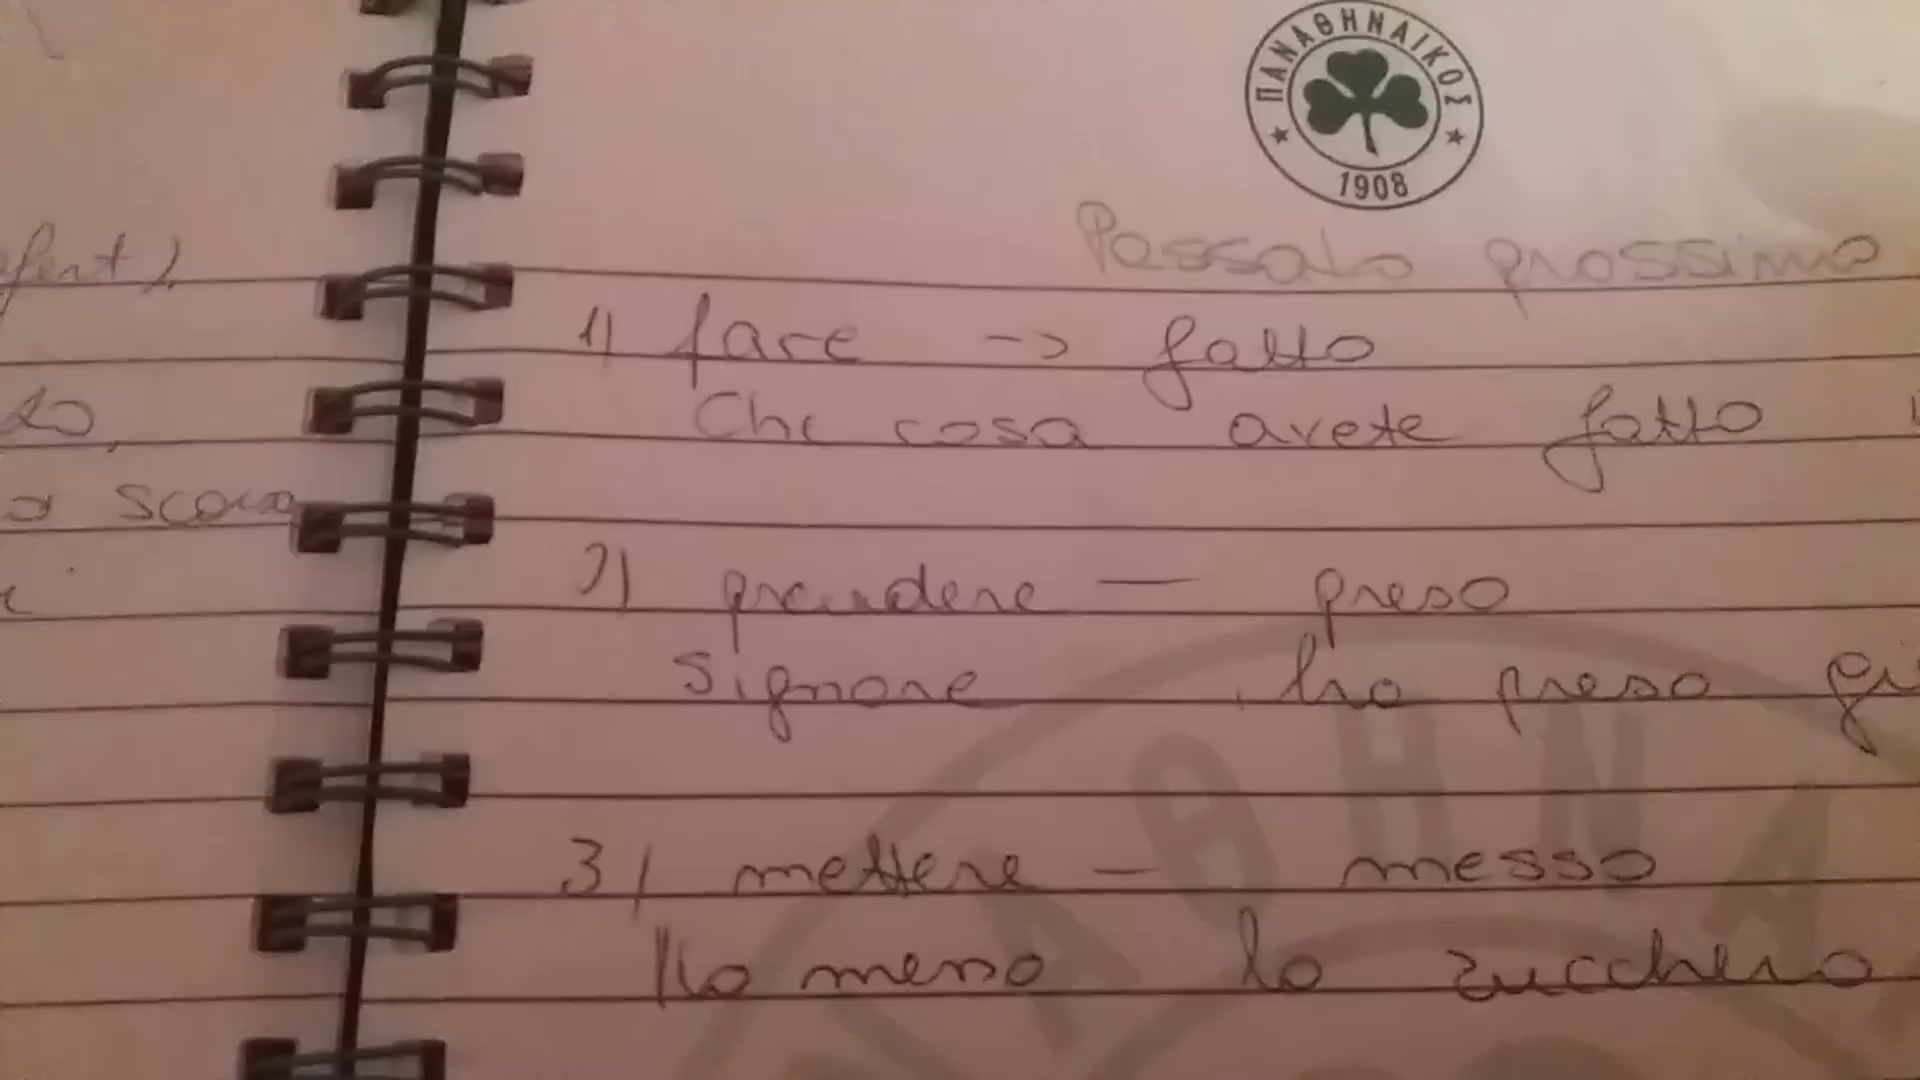 ΠΑΝΑΘΗΝΑΙΚΟΣ
1908
Passato prossimo
1) fare -> fatto
Che cosa avete fatto
2) prendere — preso
Signore, ho preso
3) mettere — messo
Ho messo lo zucchero
scorso